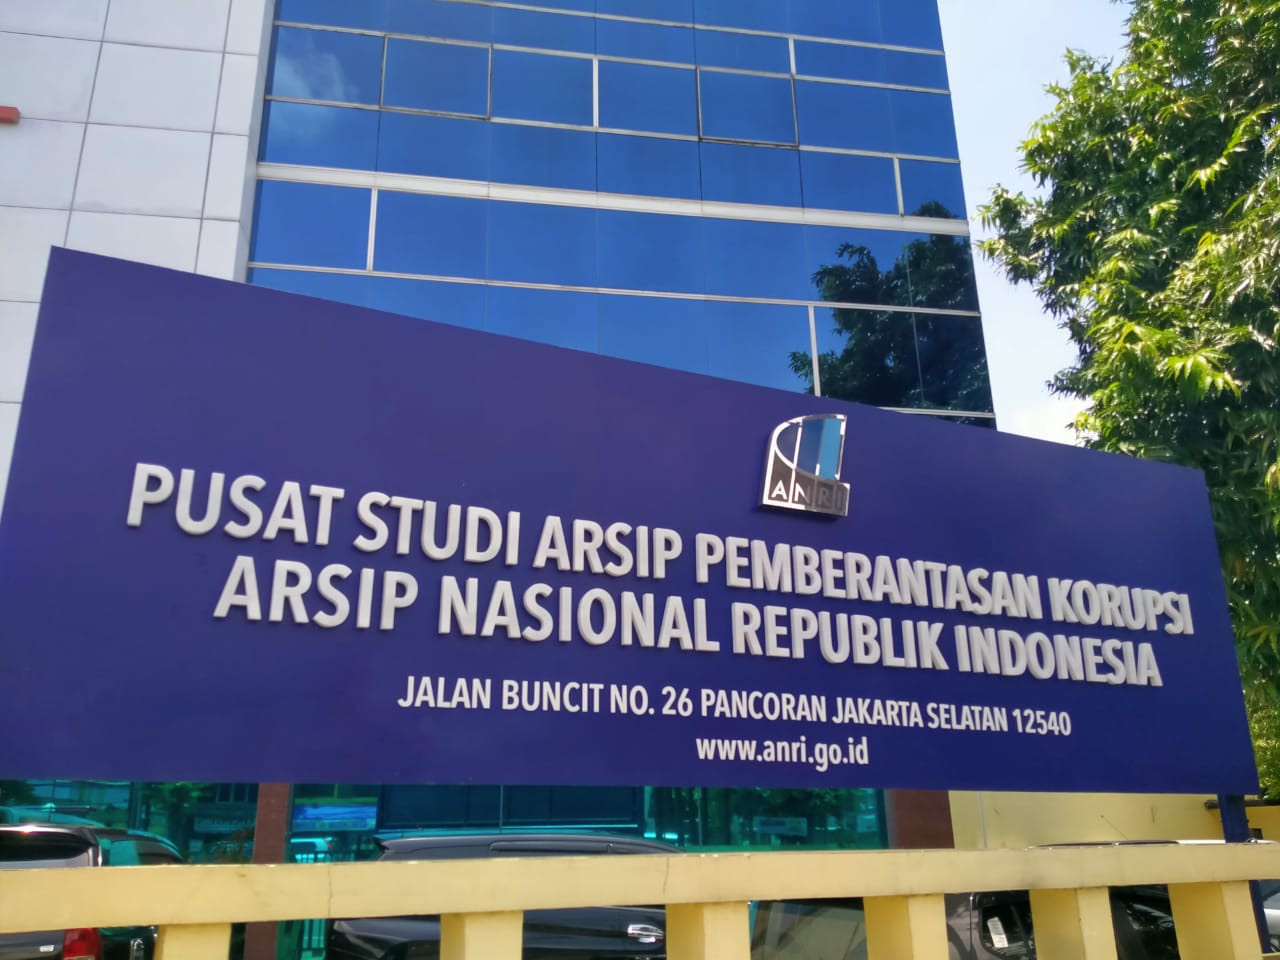 ANRI
PUSAT STUDI ARSIP PEMBERANTASAN KORUPSI
ARSIP NASIONAL REPUBLIK INDONESIA
JALAN BUNCIT NO. 26 PANCORAN JAKARTA SELATAN 12540
www.anri.go.id